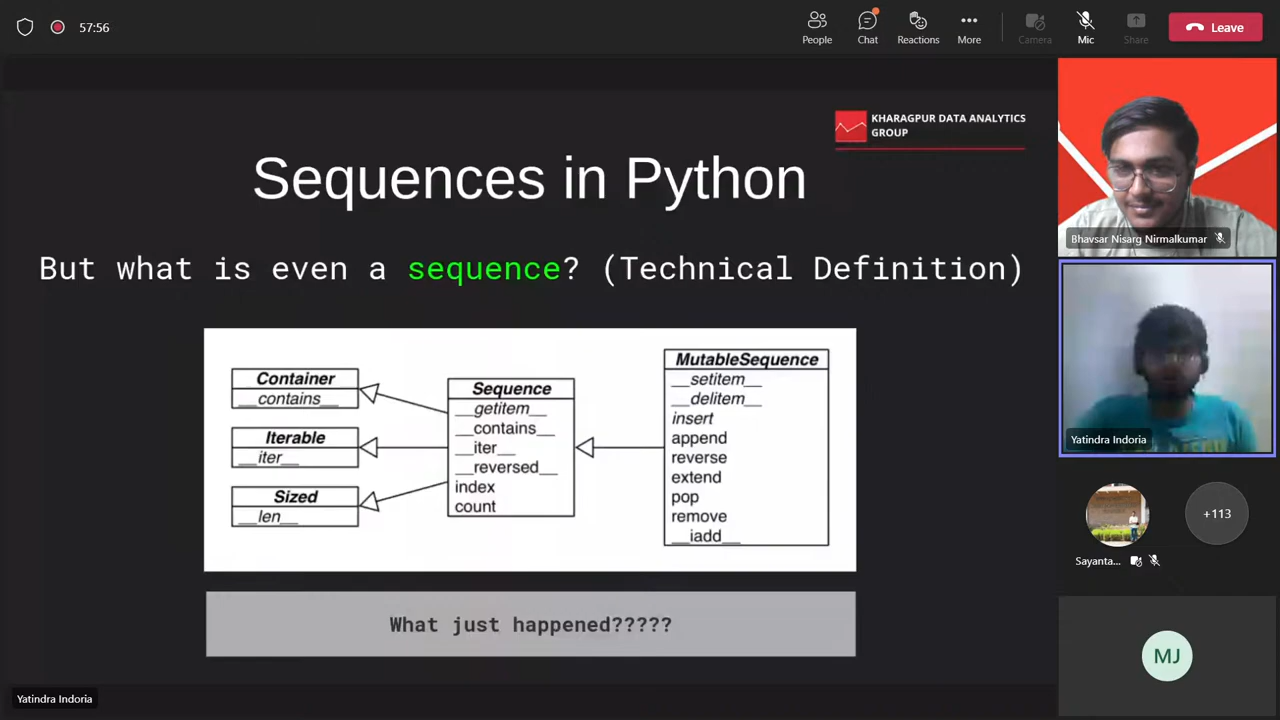 57:56
People
Chat
Reactions
More
Camera
Mic
Share
Leave
KHARAGPUR DATA ANALYTICS
GROUP
Sequences in Python
But what is even a sequence? (Technical Definition)
Container
__contains__
Iterable
__iter__
Sized
__len__
Sequence
__getitem__
__contains__
__iter__
__reversed__
index
count
MutableSequence
__setitem__
__delitem__
insert
append
reverse
extend
pop
remove
__iadd__
What just happened?????
Yatindra Indoria
Bhavsar Nisarg Nirmalkumar
Yatindra Indoria
Sayanta...
+113
MJ